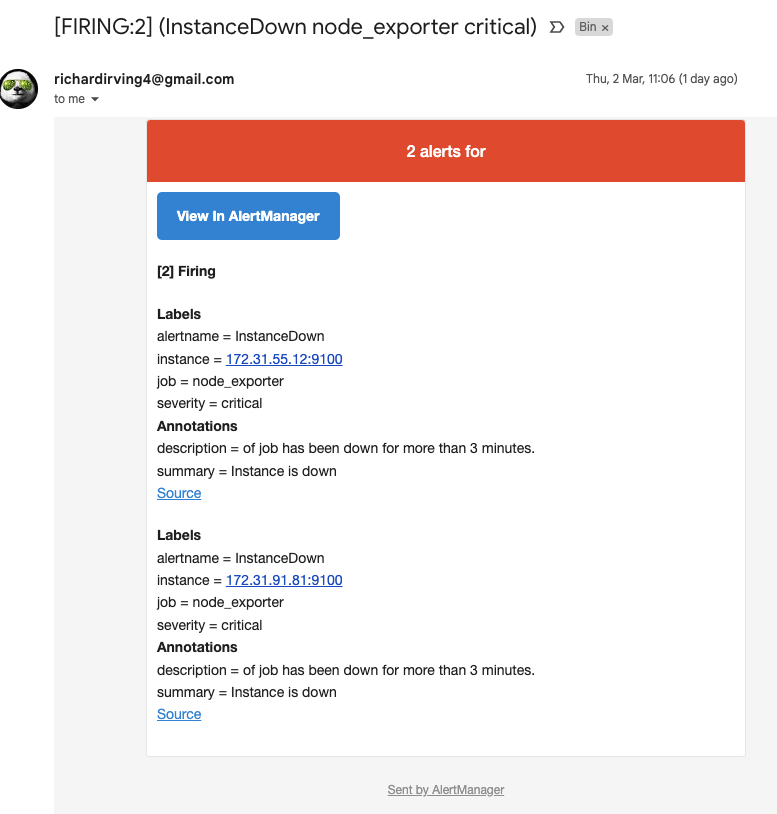 [FIRING:2] (InstanceDown node_exporter critical) Bin ×
richardirving4@gmail.com Thu, 2 Mar, 11:06 (1 day ago)
to me
2 alerts for
View In AlertManager
[2] Firing
Labels
alertname = InstanceDown
instance = 172.31.55.12:9100
job = node_exporter
severity = critical
Annotations
description = of job has been down for more than 3 minutes.
summary = Instance is down
Source
Labels
alertname = InstanceDown
instance = 172.31.91.81:9100
job = node_exporter
severity = critical
Annotations
description = of job has been down for more than 3 minutes.
summary = Instance is down
Source
Sent by AlertManager